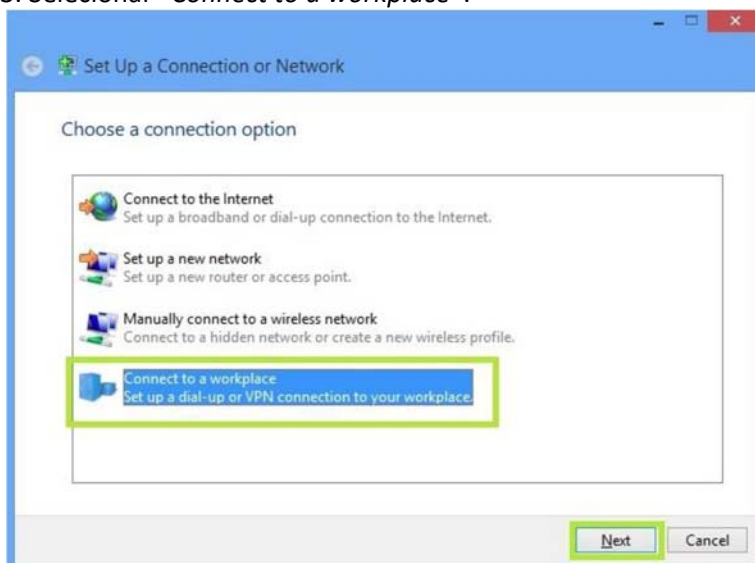 Selecionar "Connect to a workplace".
Set Up a Connection or Network
Choose a connection option
Connect to the Internet
Set up a broadband or dial-up connection to the Internet.
Set up a new network
Set up a new router or access point.
Manually connect to a wireless network
Connect to a hidden network or create a new wireless profile.
Connect to a workplace
Set up a dial-up or VPN connection to your workplace.
Next
Cancel